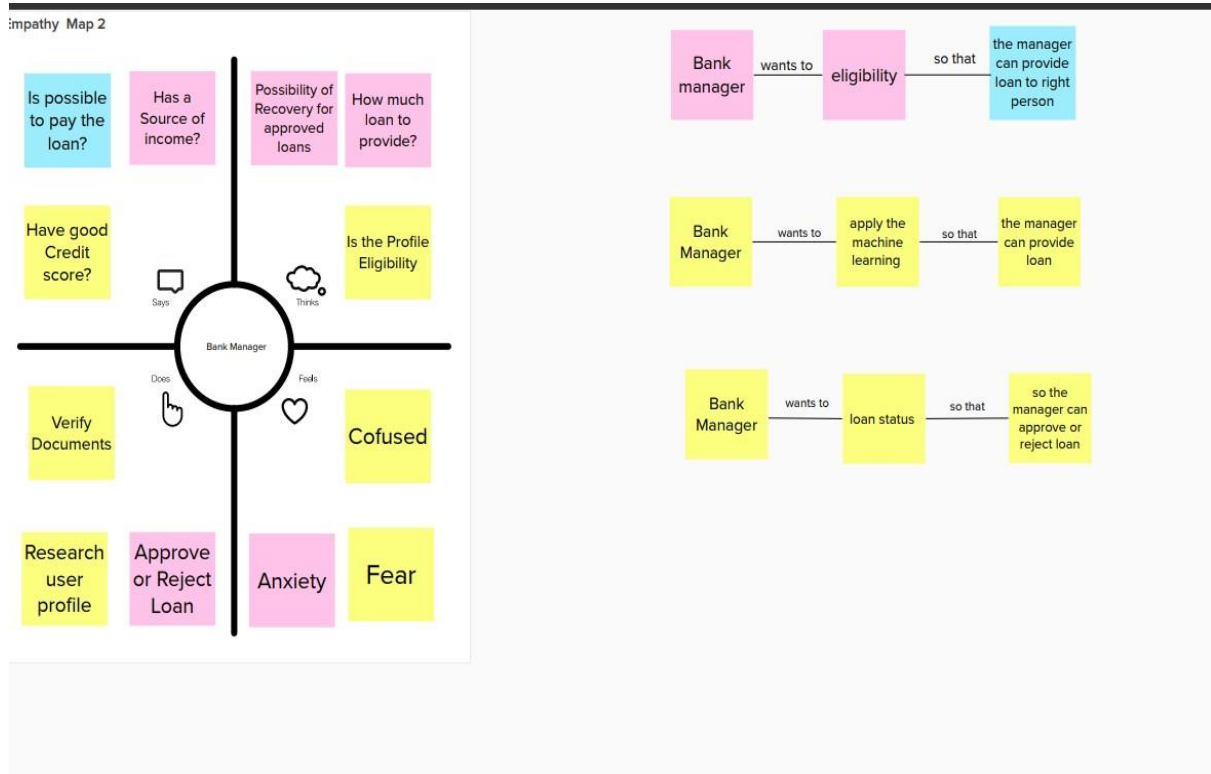 Empathy Map 2
Is possible
to pay the
loan?
Has a
Source of
income?
Possibility of
Recovery for
approved
loans
How much
loan to
provide?
Have good
Credit
score?
Is the Profile
Eligibility
Says
Thinks
Bank Manager
Does
Feels
Verify
Documents
Cofused
Research
user
profile
Approve
or Reject
Loan
Anxiety
Fear
Bank
manager
wants to
eligibility
so that
the manager
can provide
loan to right
person
Bank
Manager
wants to
apply the
machine
learning
so that
the manager
can provide
loan
Bank
Manager
wants to
loan status
so that
so the
manager can
approve or
reject loan